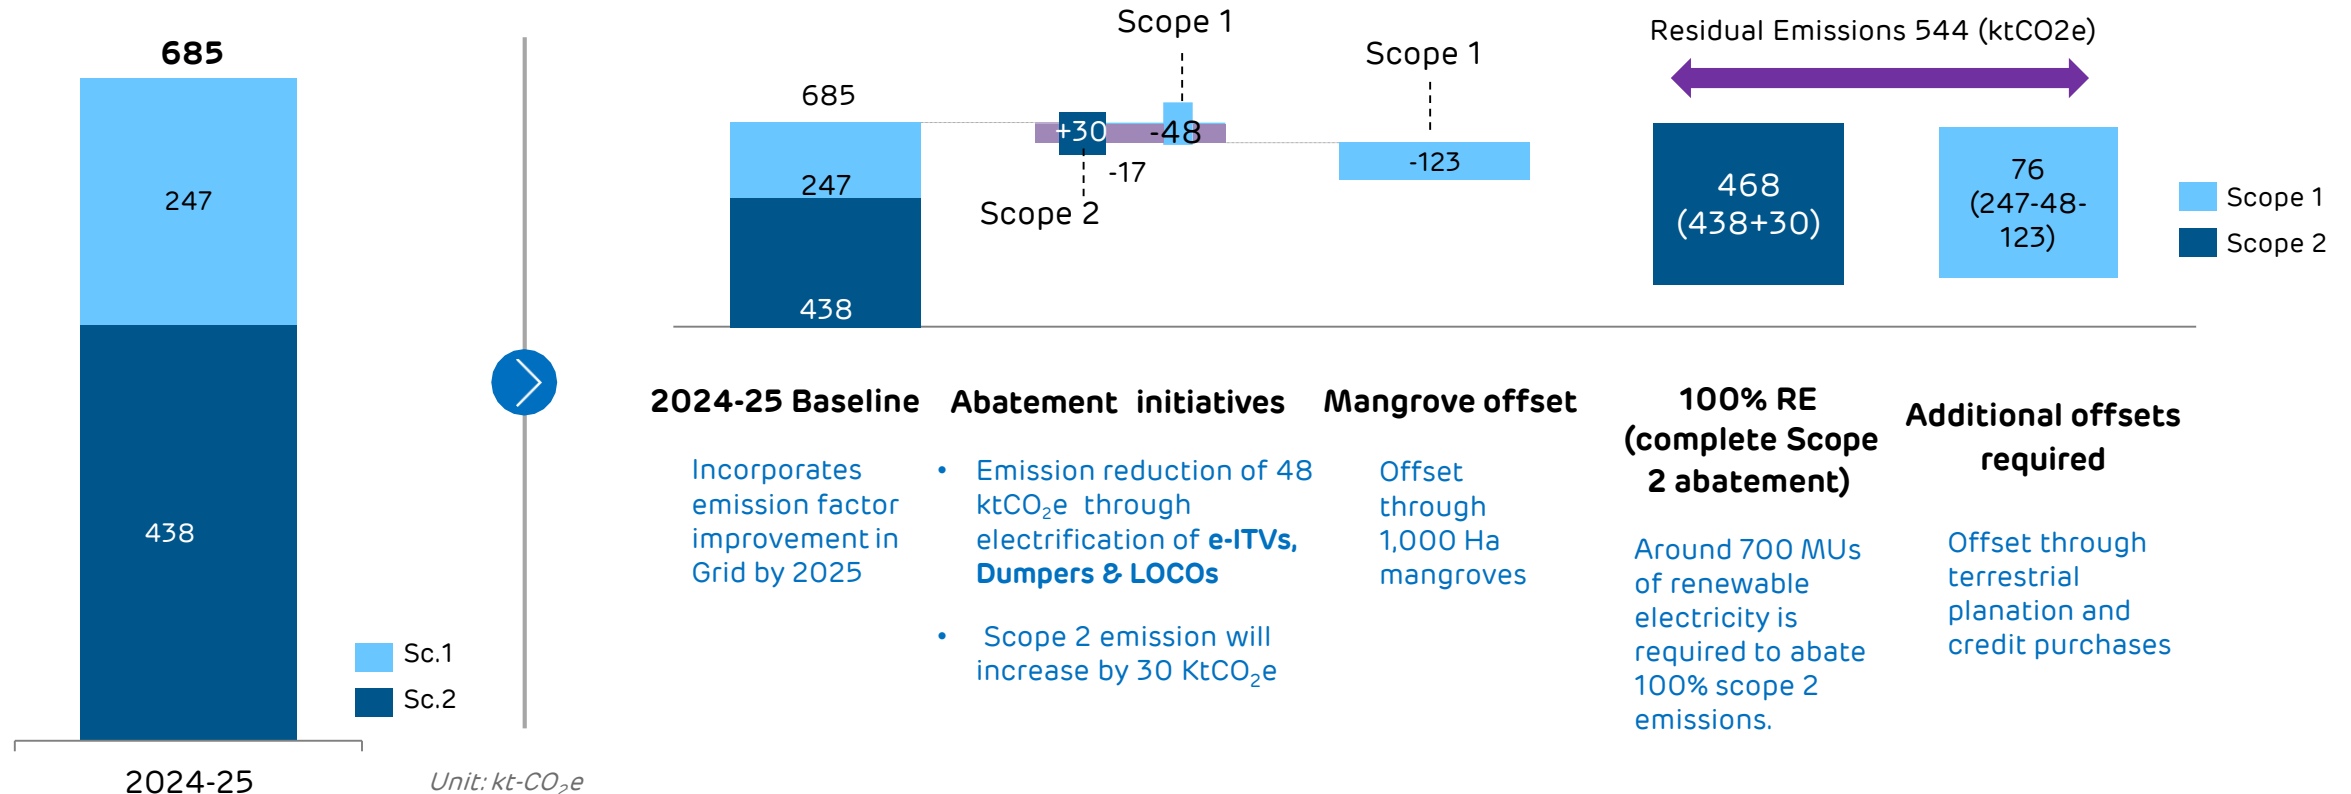 685
247
438
Sc.1
Sc.2
2024-25
Unit: kt-CO₂e
Scope 1
Scope 1
Residual Emissions 544 (ktCO2e)
685
247
438
+30
-48
-17
Scope 2
-123
468
(438+30)
76
(247-48-
123)
Scope 1
Scope 2
2024-25 Baseline
Incorporates
emission factor
improvement in
Grid by 2025
Abatement initiatives
• Emission reduction of 48
ktCO₂e through
electrification of e-ITVs,
Dumpers & LOCOs
• Scope 2 emission will
increase by 30 KtCO₂e
Mangrove offset
Offset
through
1,000 Ha
mangroves
100% RE
(complete Scope
2 abatement)
Around 700 MUs
of renewable
electricity is
required to abate
100% scope 2
emissions.
Additional offsets
required
Offset through
terrestrial
planation and
credit purchases